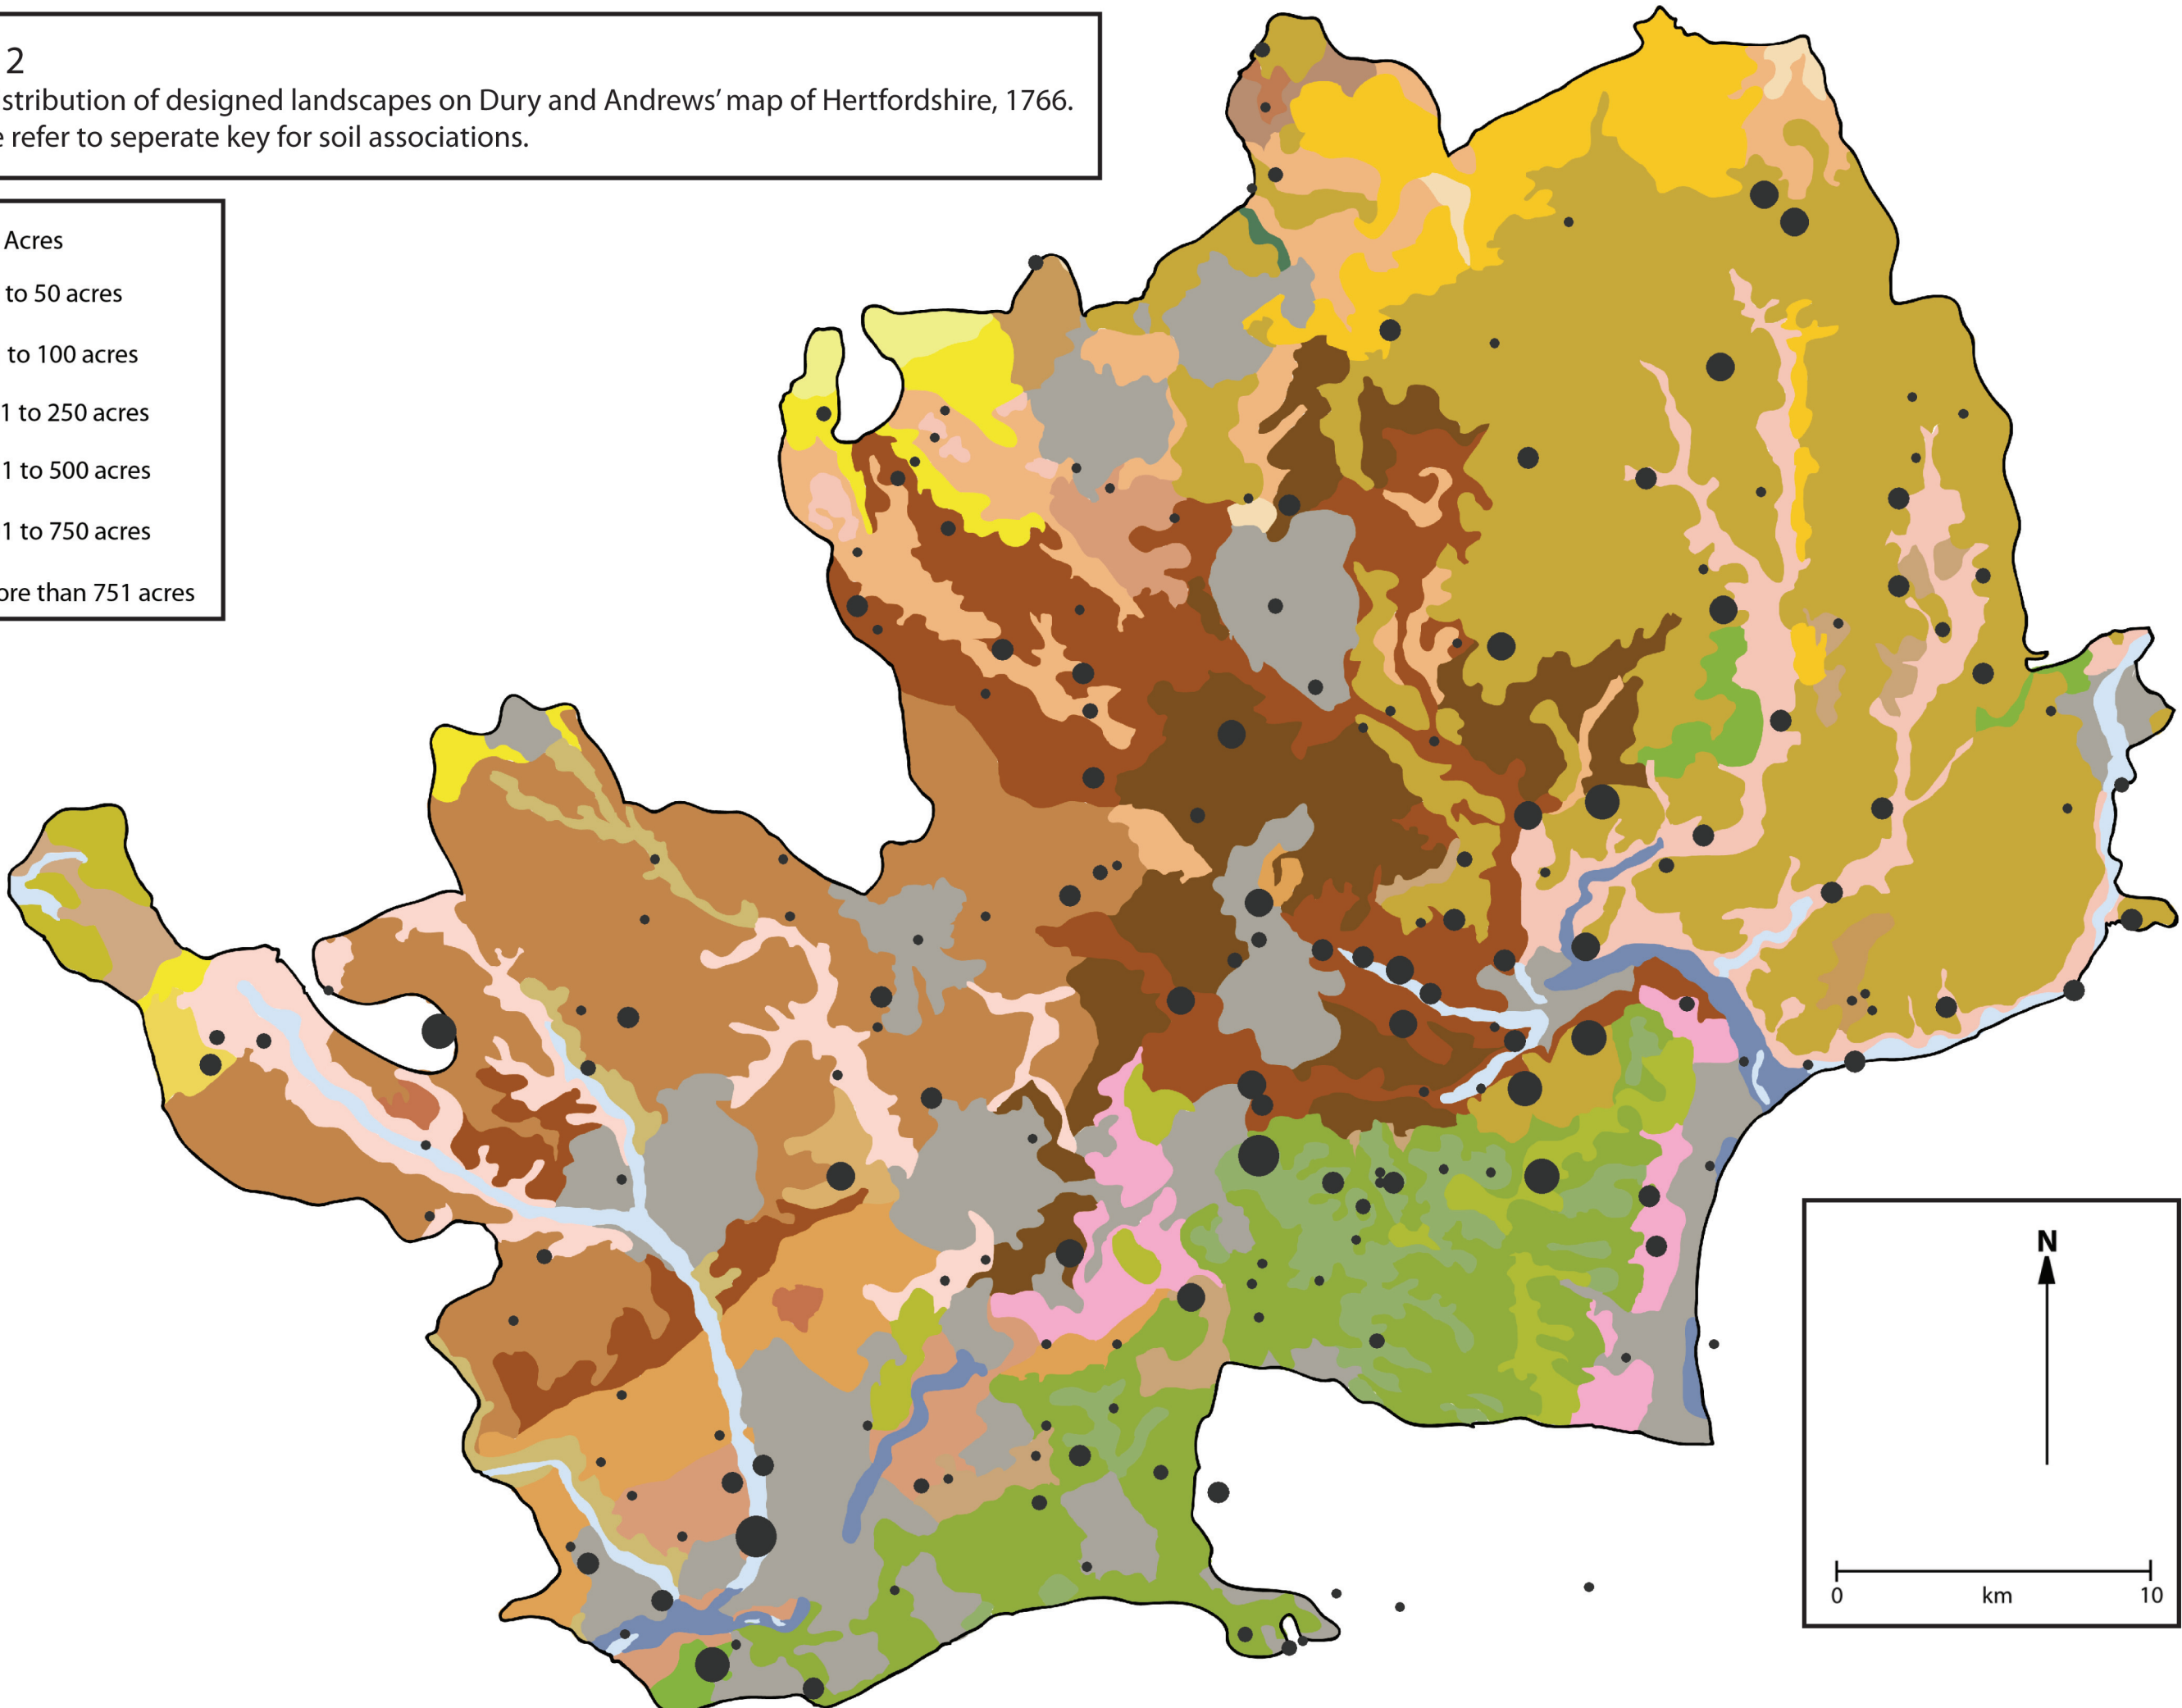 2
stribution of designed landscapes on Dury and Andrews' map of Hertfordshire, 1766.
e refer to seperate key for soil associations.
Acres
to 50 acres
to 100 acres
1 to 250 acres
1 to 500 acres
1 to 750 acres
ore than 751 acres
N
0 km 10